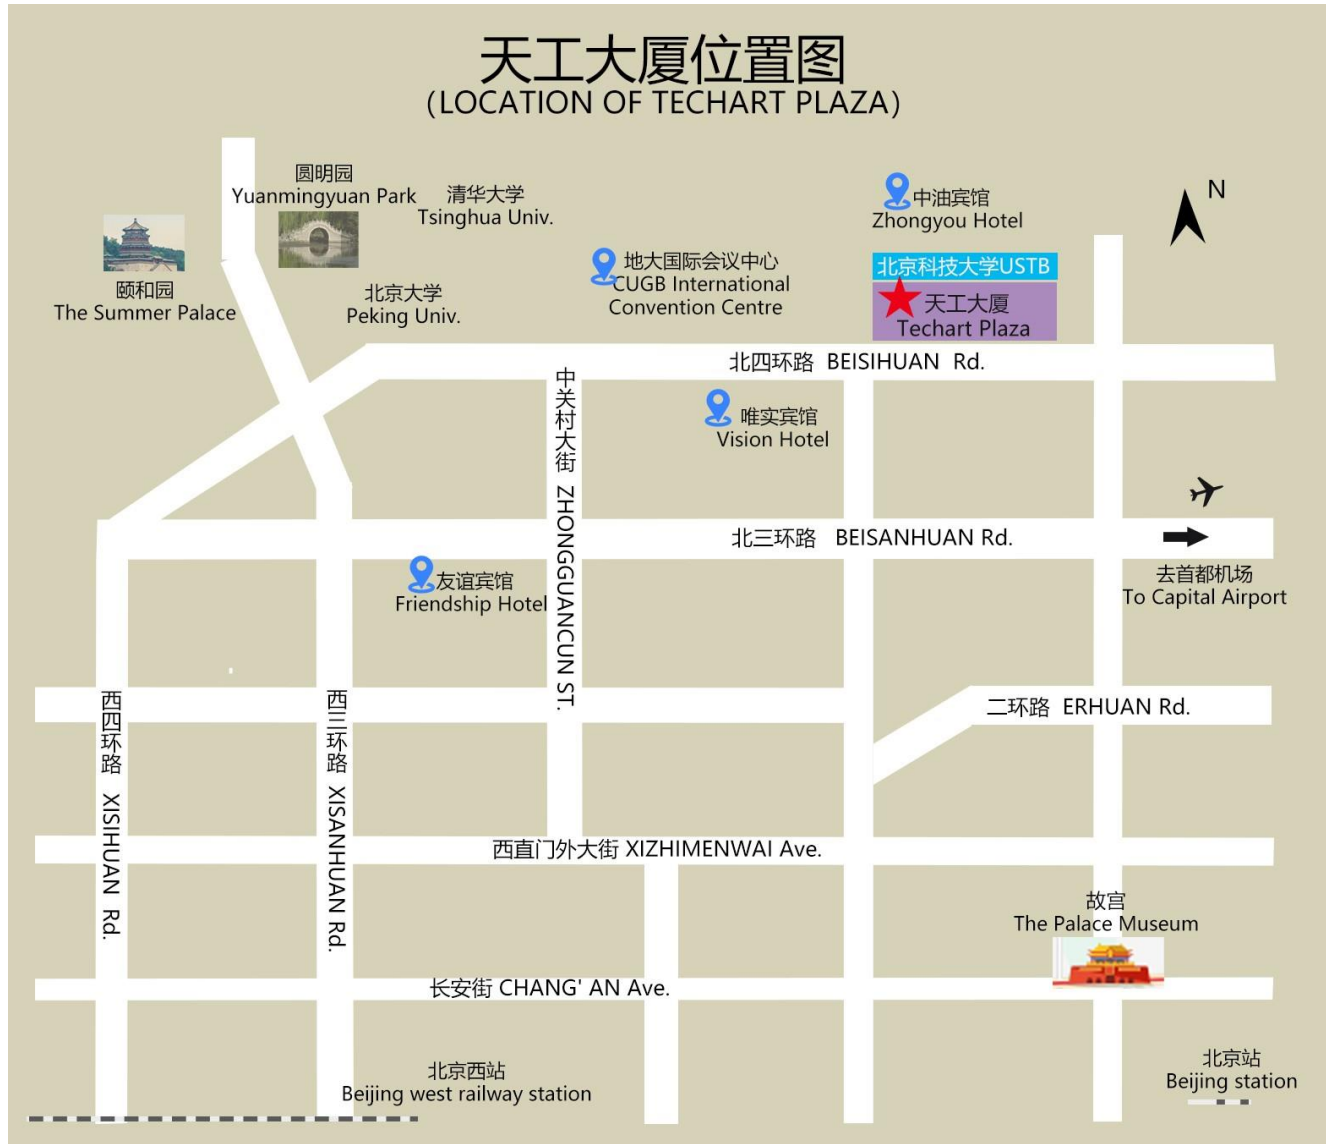 天工大厦位置图
(LOCATION OF TECHART PLAZA)
圆明园
Yuanmingyuan Park
清华大学
Tsinghua Univ.
中油宾馆
Zhongyou Hotel
N
颐和园
The Summer Palace
北京大学
Peking Univ.
地大国际会议中心
CUGB International
Convention Centre
北京科技大学USTB
天工大厦
Techart Plaza
北四环路 BEISIHUAN Rd.
中关村大街 ZHONGGUANCUN ST.
唯实宾馆
Vision Hotel
北三环路 BEISANHUAN Rd.
去首都机场
To Capital Airport
友谊宾馆
Friendship Hotel
西四环路 XISIHUAN Rd.
西三环路 XISANHUAN Rd.
二环路 ERHUAN Rd.
西直门外大街 XIZHIMENWAI Ave.
故宫
The Palace Museum
长安街 CHANG' AN Ave.
北京西站
Beijing west railway station
北京站
Beijing station